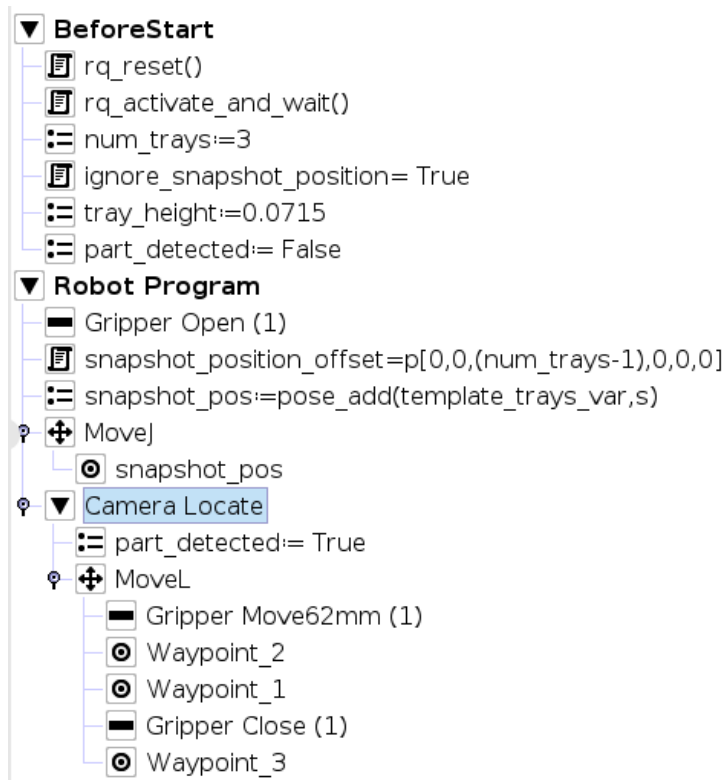 BeforeStart
rq_reset()
rq_activate_and_wait()
num_trays:=3
ignore_snapshot_position= True
tray_height:=0.0715
part_detected:= False
Robot Program
Gripper Open (1)
snapshot_position_offset=p[0,0,(num_trays-1),0,0,0]
snapshot_pos:=pose_add(template_trays_var,s)
MoveJ
snapshot_pos
Camera Locate
part_detected:= True
MoveL
Gripper Move62mm (1)
Waypoint_2
Waypoint_1
Gripper Close (1)
Waypoint_3